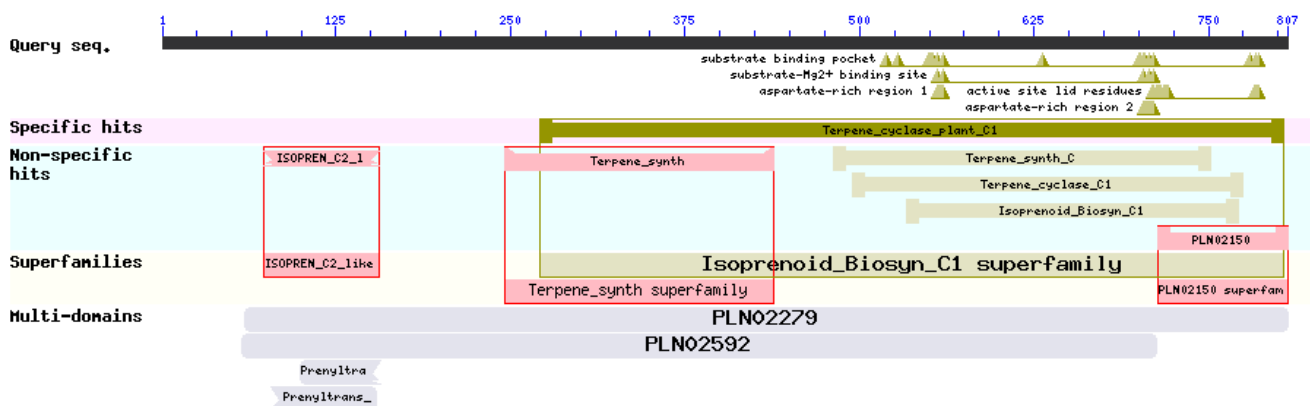 1 125 250 375 500 625 750 807
Query seq.
substrate binding pocket
substrate-Mg2+ binding site
aspartate-rich region 1 active site lid residues
aspartate-rich region 2
Specific hits
Terpene_cyclase_plant_C1
Non-specific hits
ISOPREN_C2_l
Terpene_synth
Terpene_synth_C
Terpene_cyclase_C1
Isoprenoid_Biosyn_C1
PLN02150
Superfamilies
ISOPREN_C2_like
Isoprenoid_Biosyn_C1 superfamily
Terpene_synth superfamily
PLN02150 superfam
Multi-domains
PLN02279
PLN02592
Prenyltra
Prenyltrans_